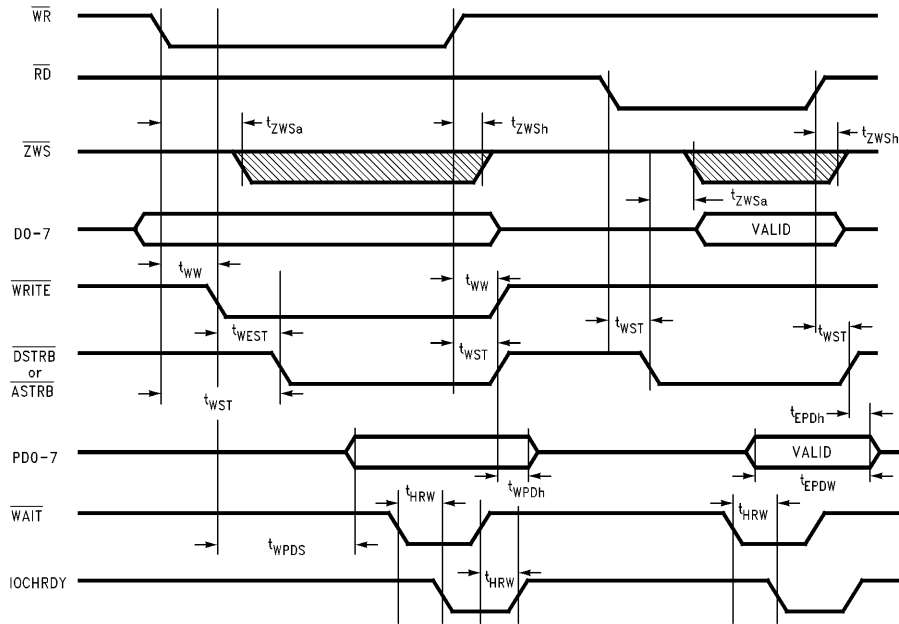 WR
RD
tZWSa
tZWSh
tZWSh
ZWS
tZWSa
D0-7
VALID
tWW
tWW
WRITE
tWEST
tWST
tWST
tWST
DSTRB
or
ASTRB
tWST
tEPDh
PD0-7
VALID
tWPDh
tEPDW
tHRW
tHRW
WAIT
tWPDS
tHRW
IOCHRDY